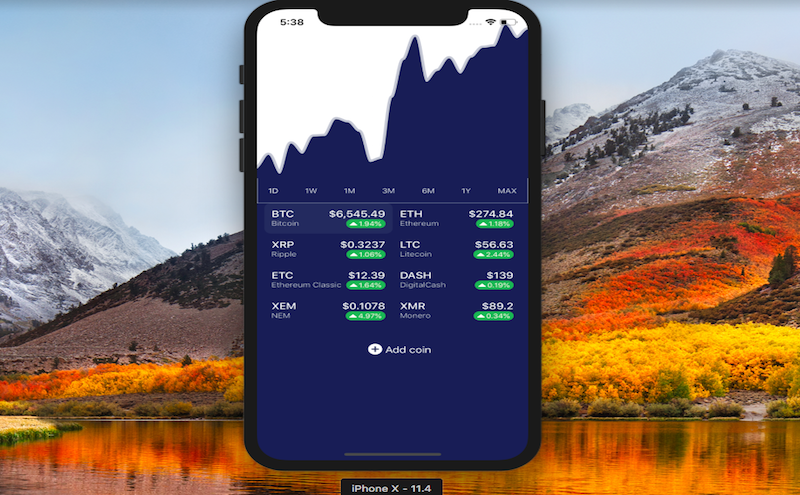 5:38
1D 1W 1M 3M 6M 1Y MAX
BTC $6,545.49 ETH $274.84
Bitcoin 1.94% Ethereum 1.18%
XRP $0.3237 LTC $56.63
Ripple 1.06% Litecoin 2.44%
ETC $12.39 DASH $139
Ethereum Classic 1.64% DigitalCash 0.19%
XEM $0.1078 XMR $89.2
NEM 4.97% Monero 0.34%
Add coin
iPhone X - 11.4